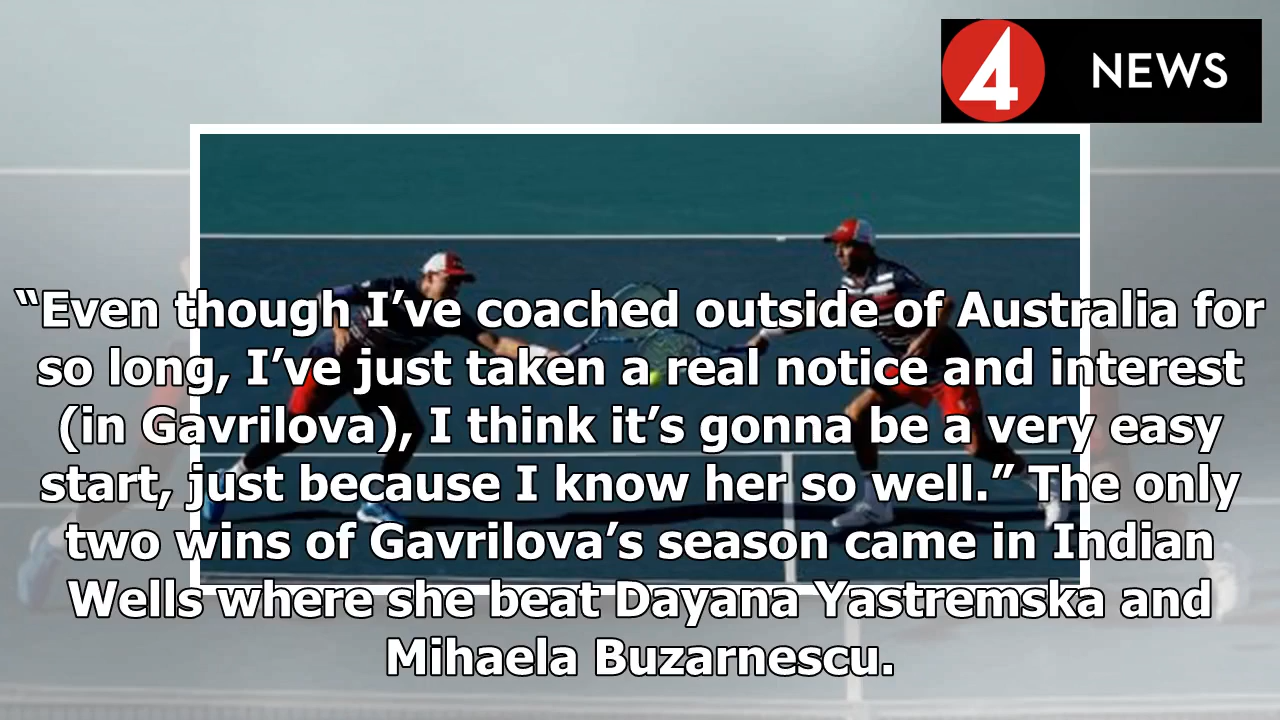 4 NEWS
“Even though I’ve coached outside of Australia for
so long, I’ve just taken a real notice and interest
(in Gavrilova), I think it’s gonna be a very easy
start, just because I know her so well.” The only
two wins of Gavrilova’s season came in Indian
Wells where she beat Dayana Yastremska and
Mihaela Buzarnescu.